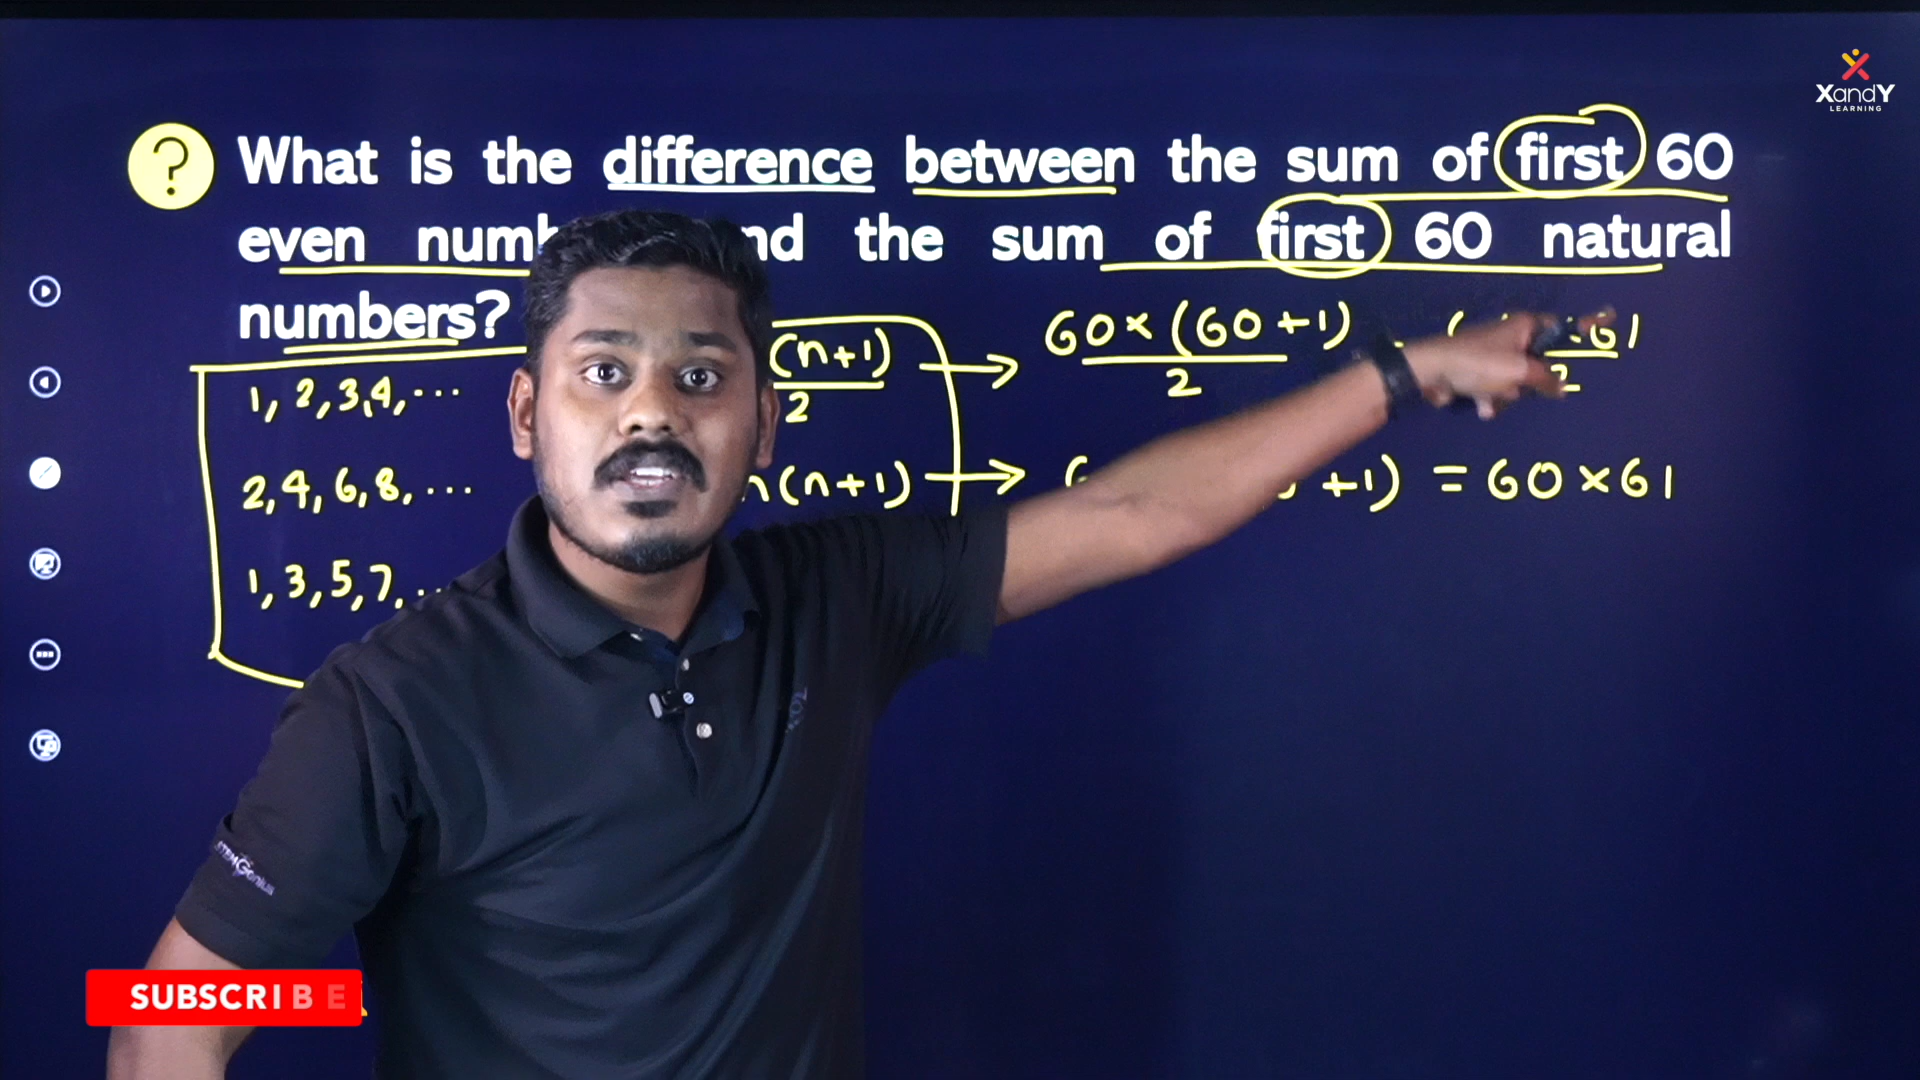 XandY
LEARNING
? What is the difference between the sum of first 60
even and the sum of first 60 natural
numbers?
1, 2, 3, 4, ...
(n+1)
2
60 × (60 + 1)
2
61
2
2, 4, 6, 8, ...
n(n+1)
+1) = 60 × 61
1, 3, 5, 7, ...
STEMGenius
SUBSCRIBE